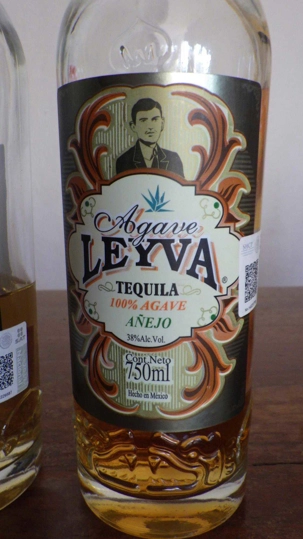 Agave
LEYVA®
TEQUILA
100% AGAVE
AÑEJO
38%Alc.Vol.
Cont.Neto
750ml
Hecho en México